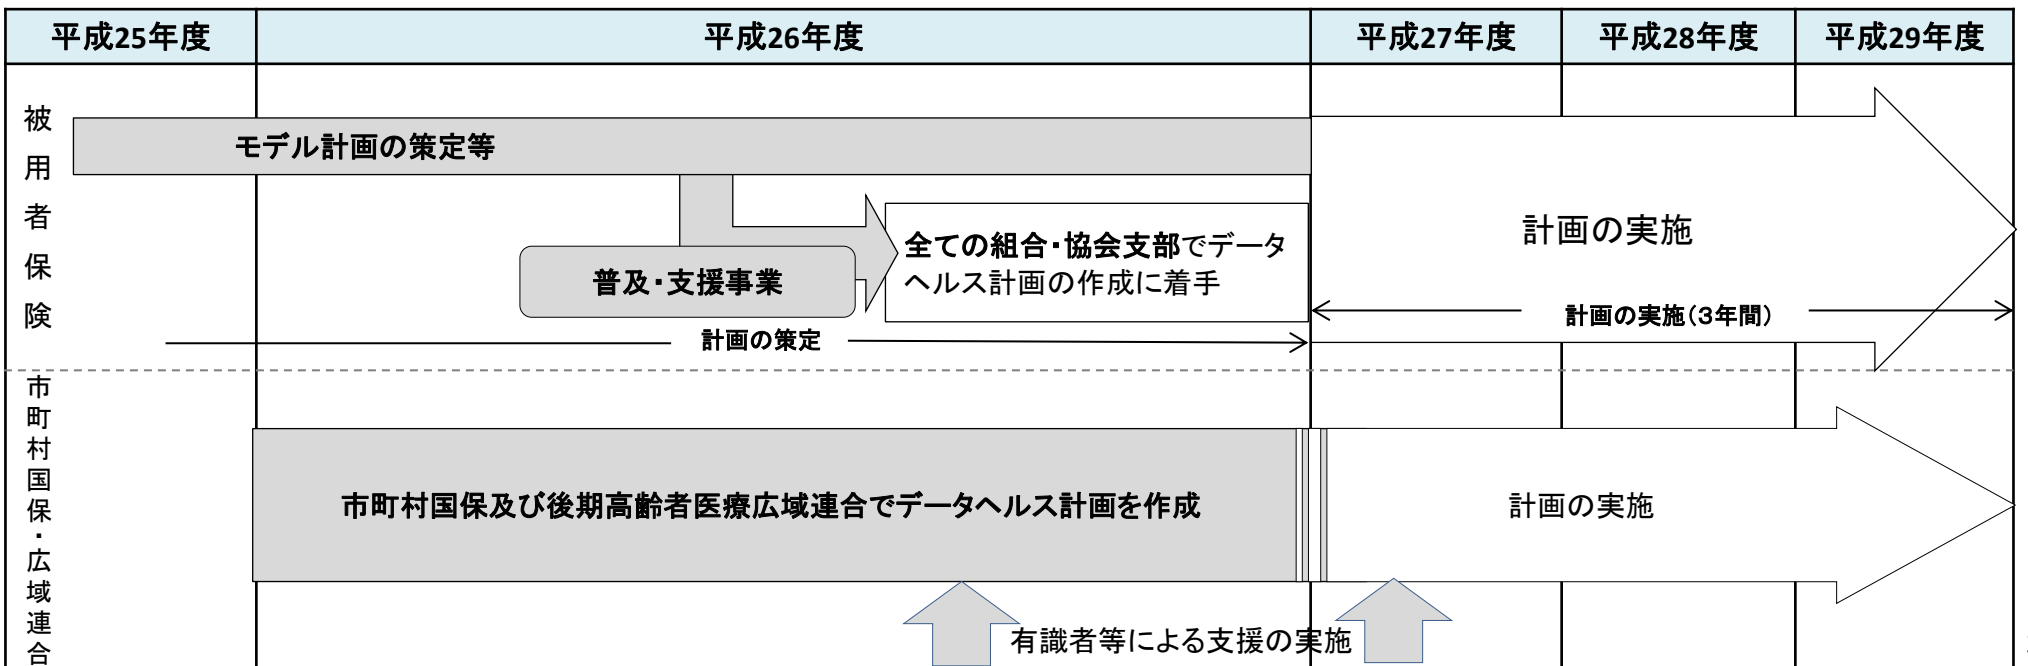 平成25年度
平成26年度
平成27年度
平成28年度
平成29年度
被用者保険
モデル計画の策定等
普及・支援事業
全ての組合・協会支部でデータ
ヘルス計画の作成に着手
計画の実施
計画の実施(3年間)
計画の策定
市町村国保・広域連合
市町村国保及び後期高齢者医療広域連合でデータヘルス計画を作成
計画の実施
有識者等による支援の実施